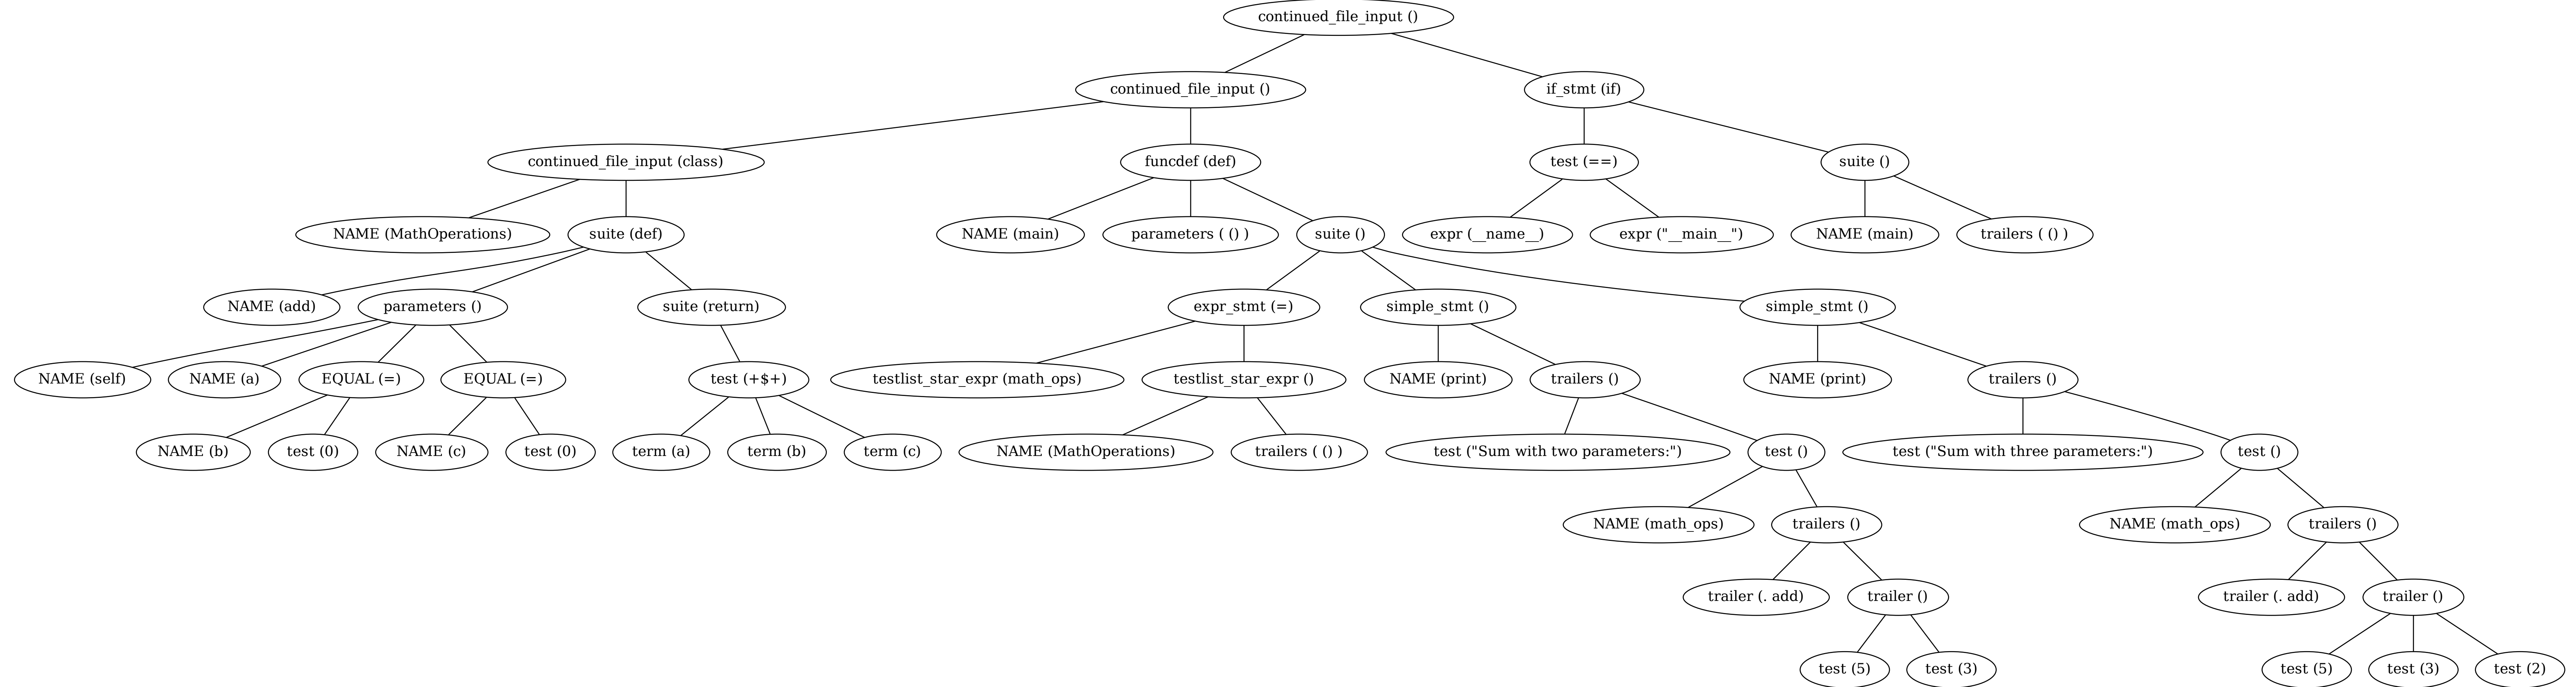 continued_file_input ()
continued_file_input ()
if_stmt (if)
continued_file_input (class)
funcdef (def)
test (==)
suite ()
NAME (MathOperations)
suite (def)
NAME (main)
parameters ( () )
suite ()
expr (__name__)
expr ("__main__")
NAME (main)
trailers ( () )
NAME (add)
parameters ()
suite (return)
expr_stmt (=)
simple_stmt ()
simple_stmt ()
NAME (self)
NAME (a)
EQUAL (=)
EQUAL (=)
test (+$+)
testlist_star_expr (math_ops)
testlist_star_expr ()
NAME (print)
trailers ()
NAME (print)
trailers ()
NAME (b)
test (0)
NAME (c)
test (0)
term (a)
term (b)
term (c)
NAME (MathOperations)
trailers ( () )
test ("Sum with two parameters:")
test ()
test ("Sum with three parameters:")
test ()
NAME (math_ops)
trailers ()
NAME (math_ops)
trailers ()
trailer (. add)
trailer ()
trailer (. add)
trailer ()
test (5)
test (3)
test (5)
test (3)
test (2)